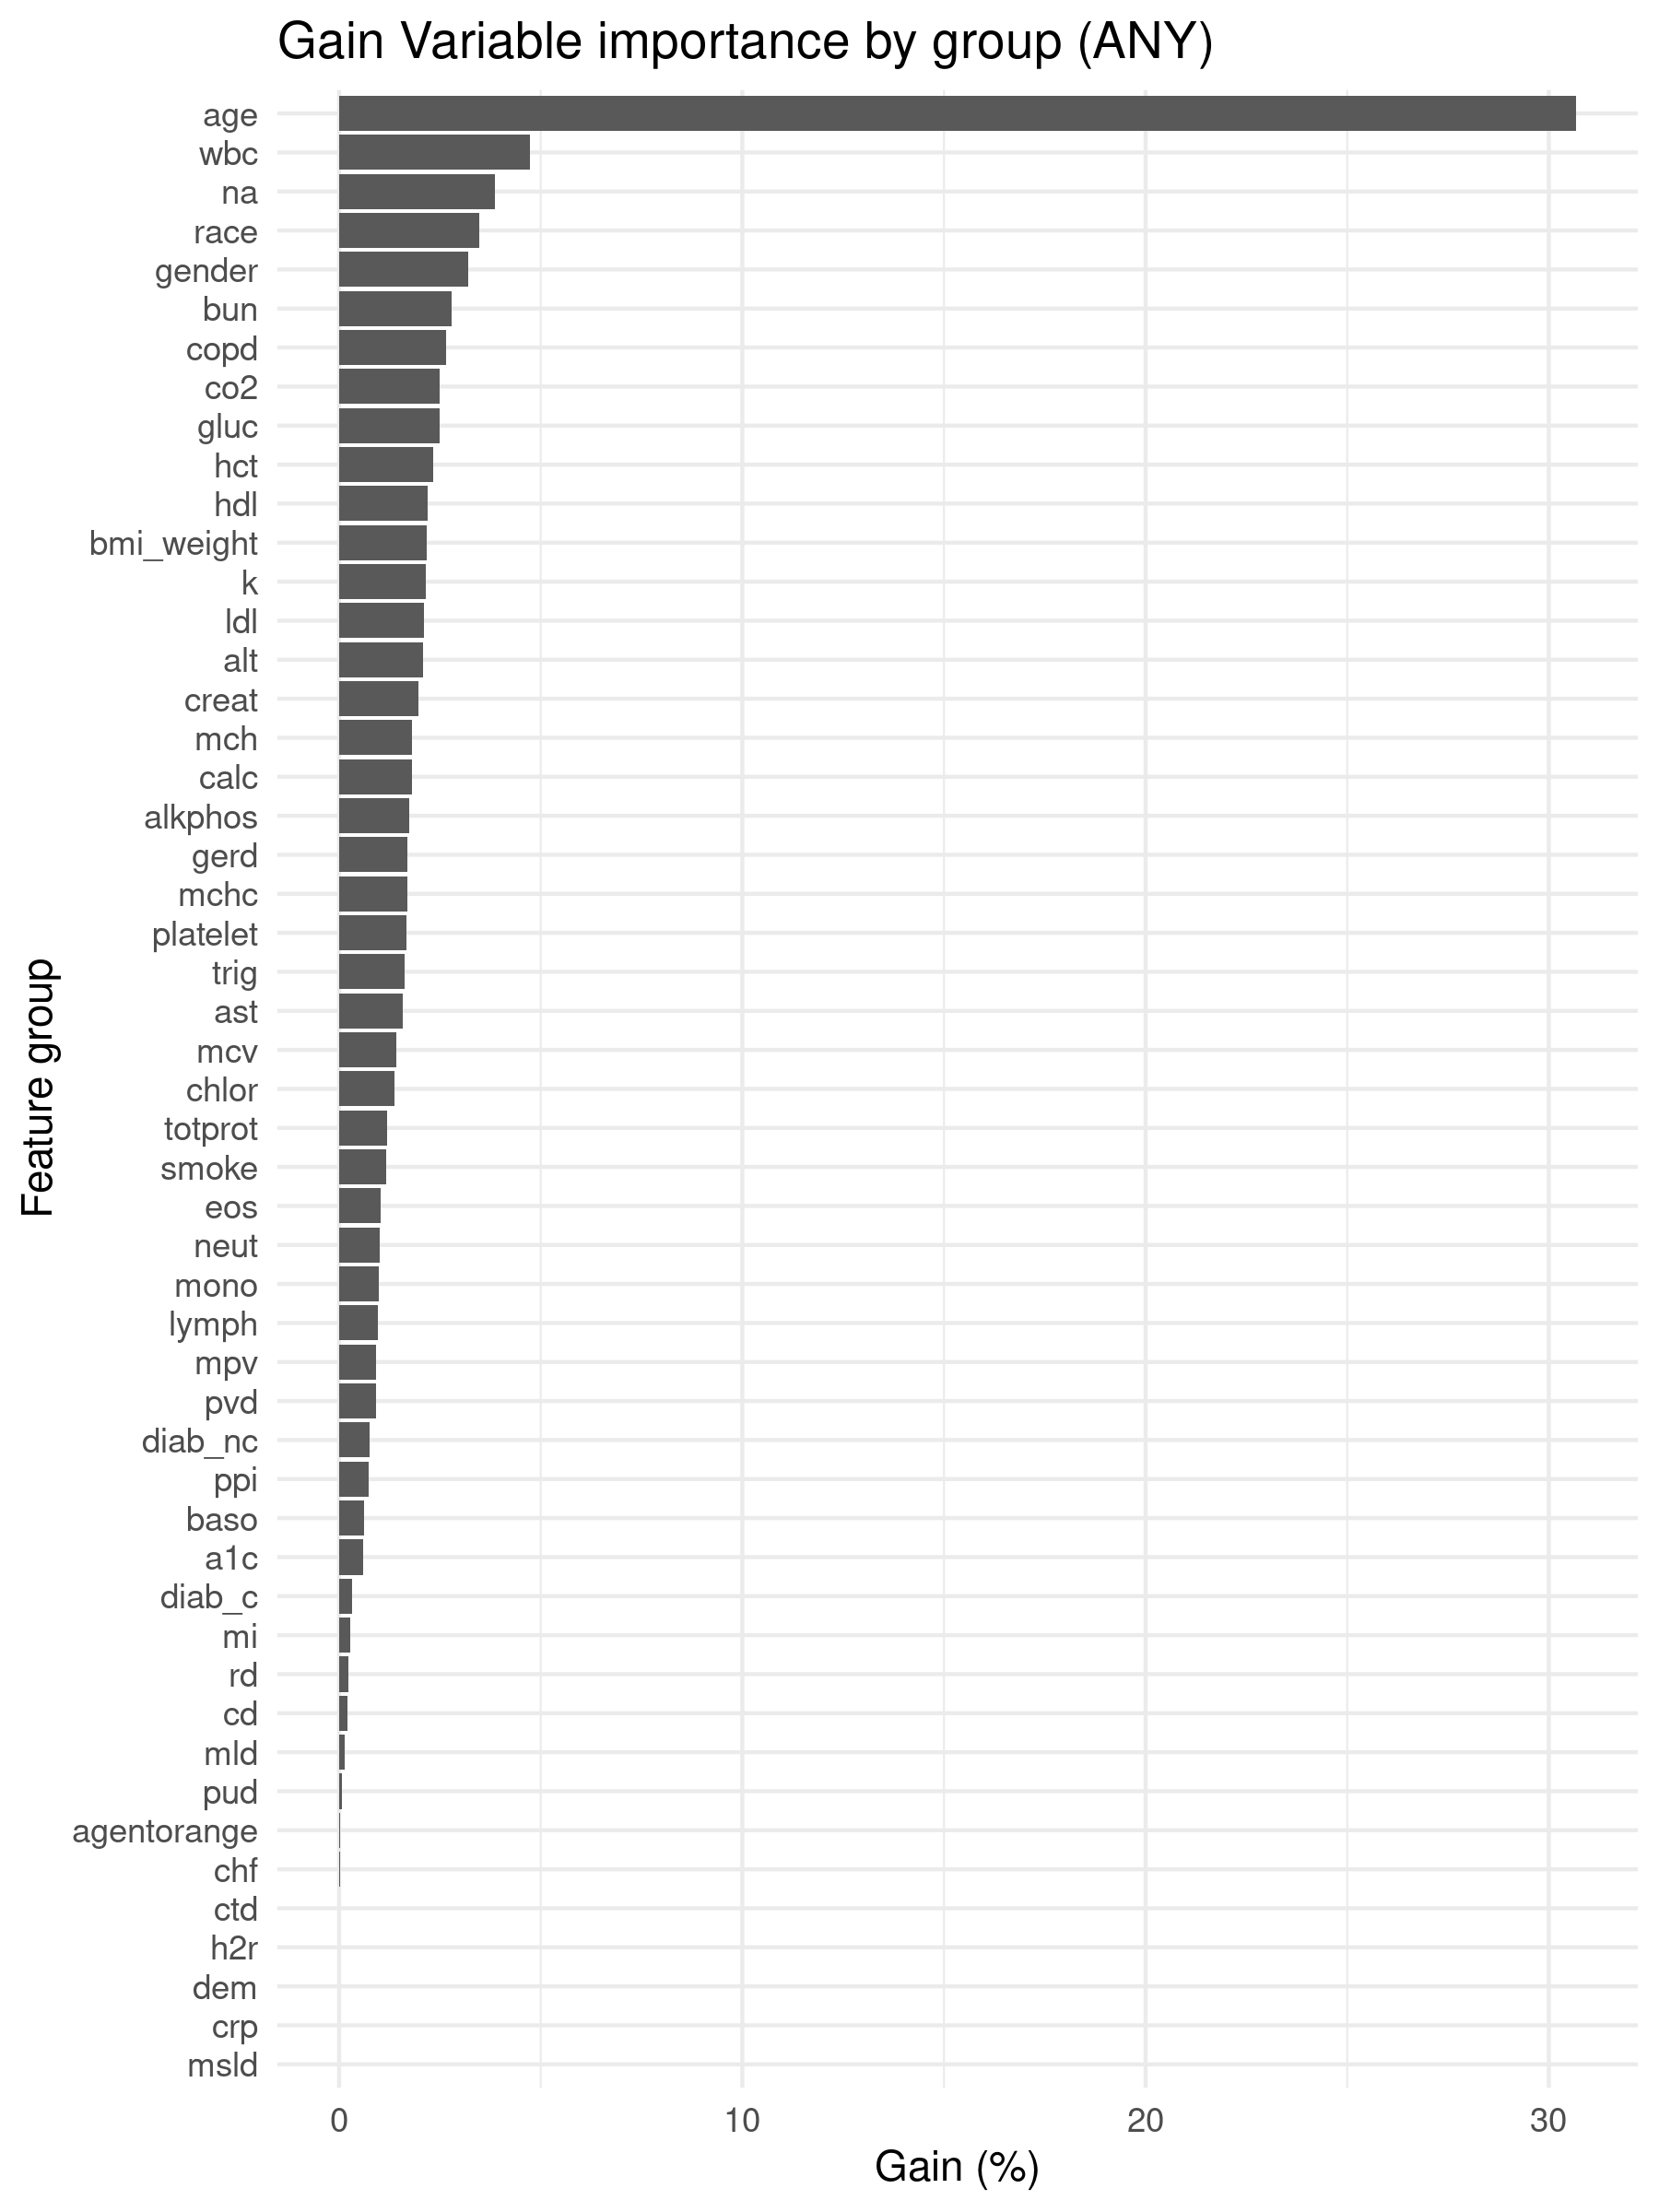 Gain Variable importance by group (ANY)
age
wbc
na
race
gender
bun
copd
co2
gluc
hct
hdl
bmi_weight
k
ldl
alt
creat
mch
calc
alkphos
gerd
mchc
platelet
trig
ast
mcv
chlor
totprot
smoke
eos
neut
mono
lymph
mpv
pvd
diab_nc
ppi
baso
a1c
diab_c
mi
rd
cd
mld
pud
agentorange
chf
ctd
h2r
dem
crp
msld
Feature group
0 10 20 30
Gain (%)